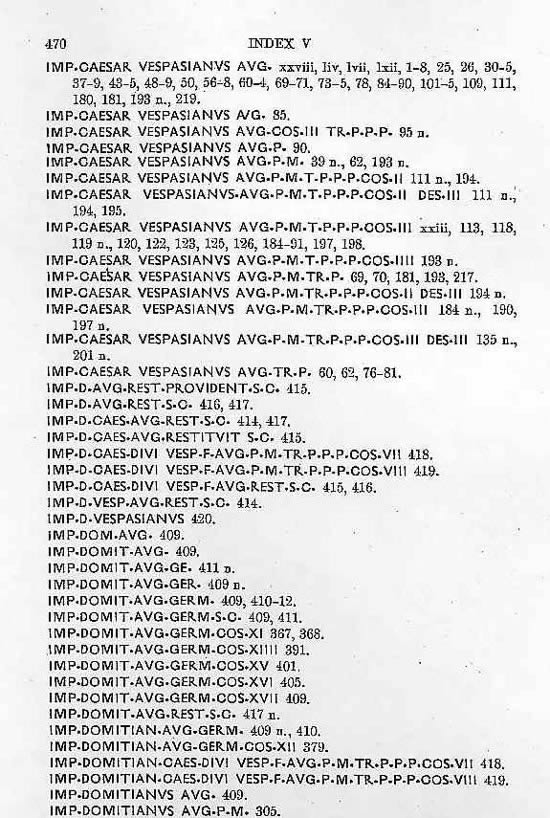 470 INDEX V
IMP·CAESAR VESPASIANVS AVG· xxviii, liv, lvii, lxii, 1-8, 25, 26, 30-5,
37-9, 43-5, 48-9, 50, 56-8, 60-4, 69-71, 73-5, 78, 84-90, 101-5, 109, 111,
180, 181, 193 n., 219.
IMP·CAESAR VESPASIANVS A/G· 85.
IMP·CAESAR VESPASIANVS AVG·COS·III TR·P·P·P· 95 n.
IMP·CAESAR VESPASIANVS AVG·P· 90.
IMP·CAESAR VESPASIANVS AVG·P·M· 39 n., 62, 193 n.
IMP·CAESAR VESPASIANVS AVG·P·M·T·P·P·P·COS·II 111 n., 194.
IMP·CAESAR VESPASIANVS·AVG·P·M·T·P·P·P·COS·II DES·III 111 n.,
194, 195.
IMP·CAESAR VESPASIANVS AVG·P·M·T·P·P·P·COS·III xxiii, 113, 118,
119 n., 120, 122, 123, 125, 126, 184-91, 197, 198.
IMP·CAESAR VESPASIANVS AVG·P·M·T·P·P·P·COS·IIII 193 n.
IMP·CAESAR VESPASIANVS AVG·P·M·TR·P· 69, 70, 181, 193, 217.
IMP·CAESAR VESPASIANVS AVG·P·M·TR·P·P·P·COS·II DES·III 194 n.
IMP·CAESAR VESPASIANVS AVG·P·M·TR·P·P·P·COS·III 184 n., 190,
197 n.
IMP·CAESAR VESPASIANVS AVG·P·M·TR·P·P·P·COS·III DES·III 135 n.,
201 n.
IMP·CAESAR VESPASIANVS AVG·TR·P· 60, 62, 76-81.
IMP·D·AVG·REST·PROVIDENT·S·C· 415.
IMP·D·AVG·REST·S·C· 416, 417.
IMP·D·CAES·AVG·REST·S·C· 414, 417.
IMP·D·CAES·AVG·RESTITVIT S·C· 415.
IMP·D·CAES·DIVI VESP·F·AVG·P·M·TR·P·P·P·COS·VII 418.
IMP·D·CAES·DIVI VESP·F·AVG·P·M·TR·P·P·P·COS·VIII 419.
IMP·D·CAES·DIVI VESP·F·AVG·REST·S·C· 415, 416.
IMP·D·VESP·AVG·REST·S·C· 414.
IMP·D·VESPASIANVS 420.
IMP·DOM·AVG· 409.
IMP·DOMIT·AVG· 409.
IMP·DOMIT·AVG·GE· 411 n.
IMP·DOMIT·AVG·GER· 409 n.
IMP·DOMIT·AVG·GERM· 409, 410-12.
IMP·DOMIT·AVG·GERM·S·C· 409, 411.
IMP·DOMIT·AVG·GERM·COS·XI 367, 368.
IMP·DOMIT·AVG·GERM·COS·XIIII 391.
IMP·DOMIT·AVG·GERM·COS·XV 401.
IMP·DOMIT·AVG·GERM·COS·XVI 405.
IMP·DOMIT·AVG·GERM·COS·XVII 409.
IMP·DOMIT·AVG·REST·S·C· 417 n.
IMP·DOMITIAN·AVG·GERM· 409 n., 410.
IMP·DOMITIAN·AVG·GERM·COS·XII 379.
IMP·DOMITIAN·CAES·DIVI VESP·F·AVG·P·M·TR·P·P·P·COS·VII 418.
IMP·DOMITIAN·CAES·DIVI VESP·F·AVG·P·M·TR·P·P·P·COS·VIII 419.
IMP·DOMITIANVS AVG· 409.
IMP·DOMITIANVS AVG·P·M· 305.